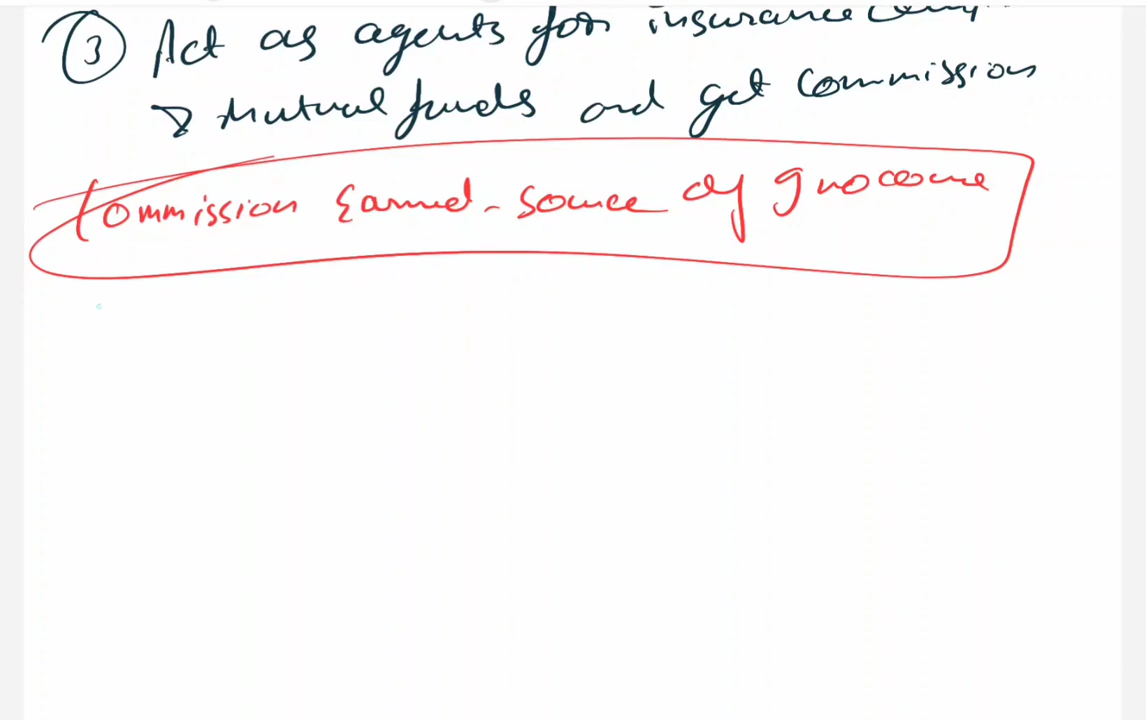 ③ Act as agents for insurance
& Mutual funds and get commission
Commission Earned - source of Income